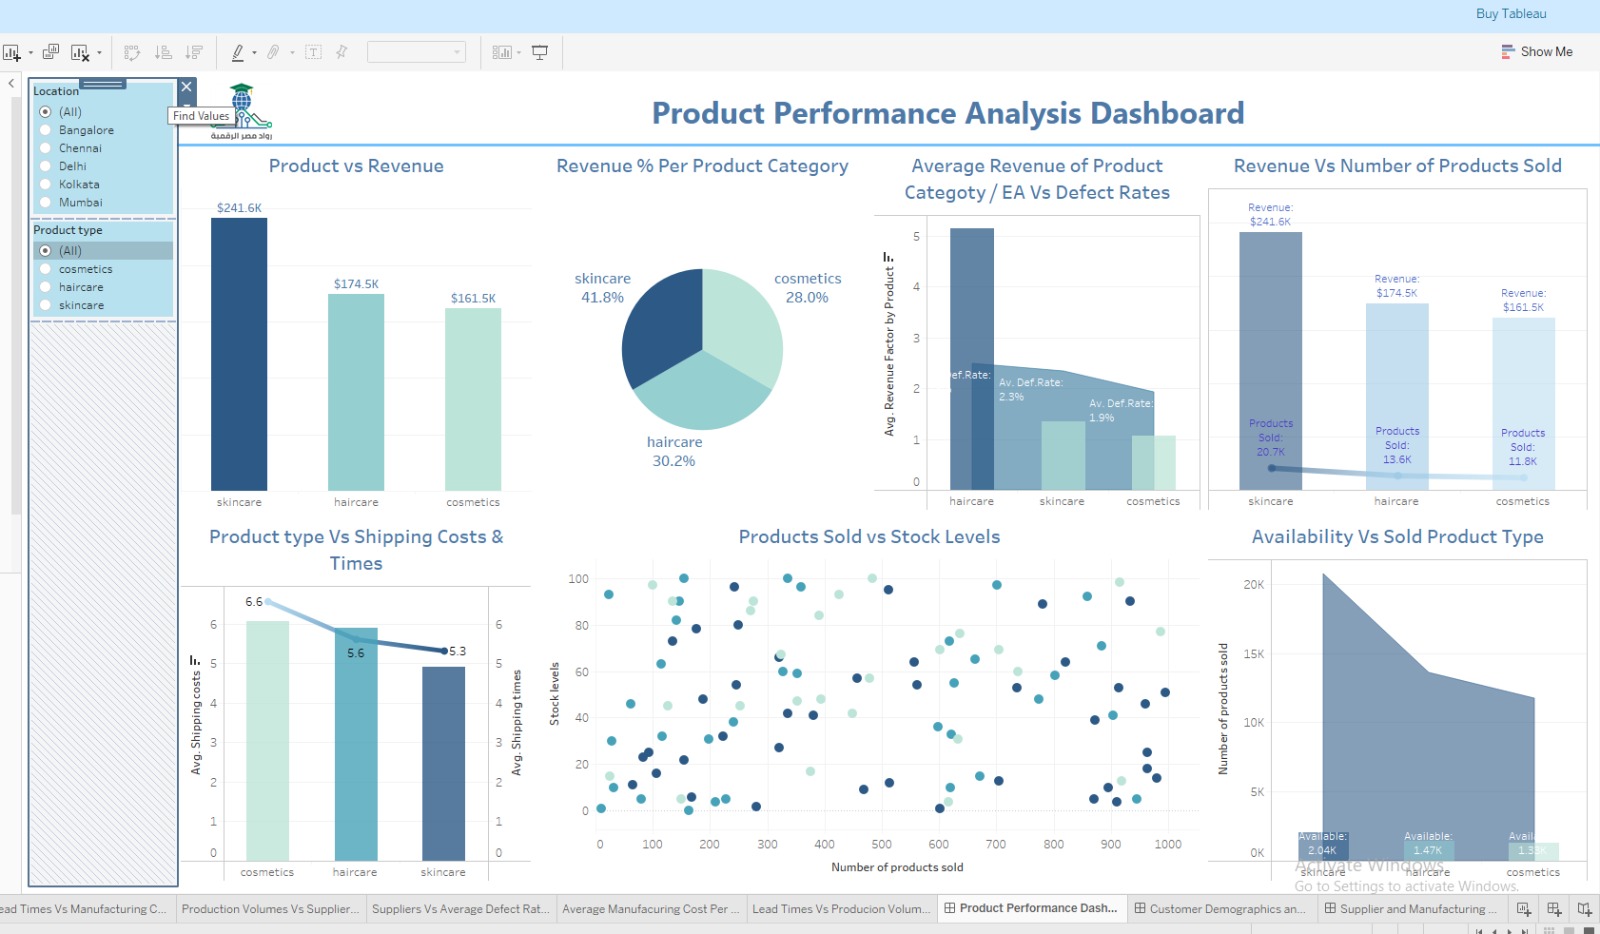 Buy Tableau
Show Me
Location
(All)
Bangalore
Chennai
Delhi
Kolkata
Mumbai
Find Values
رواد مصر الرقمية
Product type
(All)
cosmetics
haircare
skincare
Product Performance Analysis Dashboard
Product vs Revenue
$241.6K
$174.5K
$161.5K
skincare
haircare
cosmetics
Revenue % Per Product Category
skincare
41.8%
cosmetics
28.0%
haircare
30.2%
Average Revenue of Product
Categoty / EA Vs Defect Rates
Avg. Revenue Factor by Product
5
4
3
2
1
0
ef.Rate:
Av. Def.Rate:
2.3%
Av. Def.Rate:
1.9%
haircare
skincare
cosmetics
Revenue Vs Number of Products Sold
Revenue:
$241.6K
Revenue:
$174.5K
Revenue:
$161.5K
Products
Sold:
20.7K
Products
Sold:
13.6K
Products
Sold:
11.8K
skincare
haircare
cosmetics
Product type Vs Shipping Costs &
Times
Avg. Shipping costs
6
5
4
3
2
1
0
6.6
5.6
5.3
6
5
4
3
2
1
0
Avg. Shipping times
cosmetics
haircare
skincare
Products Sold vs Stock Levels
Stock levels
100
80
60
40
20
0
0
100
200
300
400
500
600
700
800
900
1000
Number of products sold
Availability Vs Sold Product Type
Number of products sold
20K
15K
10K
5K
0K
Available:
2.04K
Available:
1.47K
Avail
skincare
haircare
cosmetics
Activate Windows
Go to Settings to activate Windows.
ead Times Vs Manufacturing C...
Production Volumes Vs Supplier...
Suppliers Vs Average Defect Rat...
Average Manufacuring Cost Per ...
Lead Times Vs Producion Volum...
Product Performance Dash...
Customer Demographics an...
Supplier and Manufacturing ...